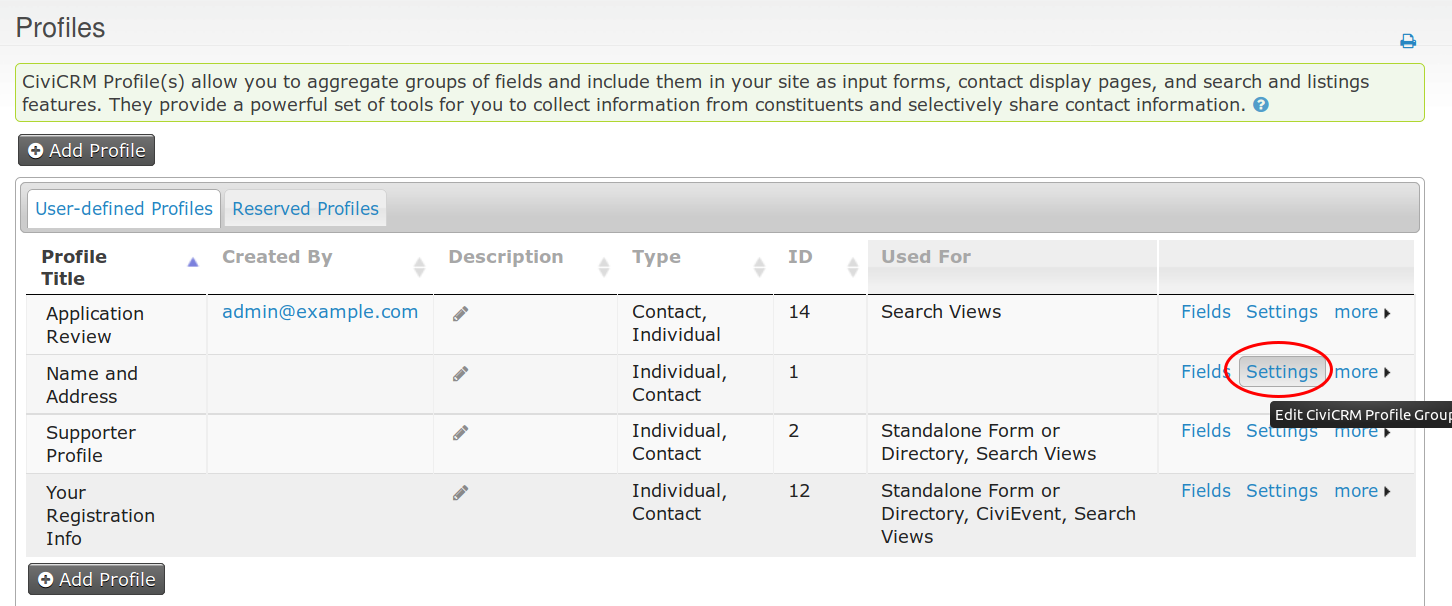 Profiles
CiviCRM Profile(s) allow you to aggregate groups of fields and include them in your site as input forms, contact display pages, and search and listings
features. They provide a powerful set of tools for you to collect information from constituents and selectively share contact information.
Add Profile
User-defined Profiles Reserved Profiles
Profile Title Created By Description Type ID Used For
Application Review admin@example.com Contact, Individual 14 Search Views Fields Settings more
Name and Address Individual, Contact 1 Fields Settings more
Edit CiviCRM Profile Group
Supporter Profile Individual, Contact 2 Standalone Form or Directory, Search Views Fields Settings more
Your Registration Info Individual, Contact 12 Standalone Form or Directory, CiviEvent, Search Views Fields Settings more
Add Profile